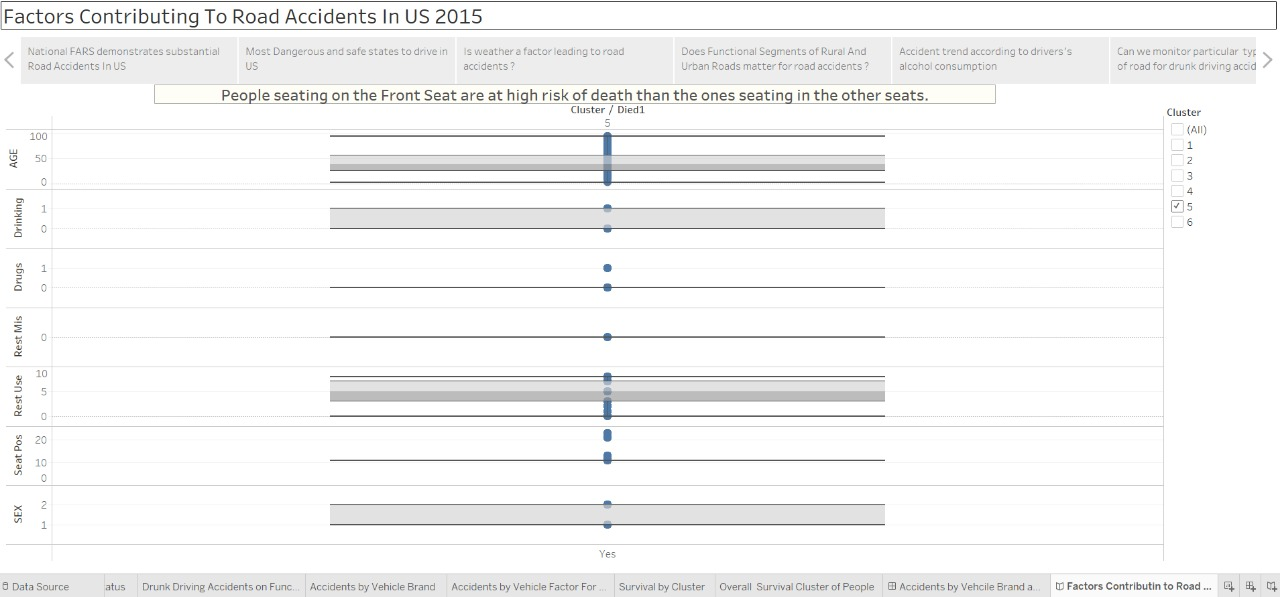 Factors Contributing To Road Accidents In US 2015
National FARS demonstrates substantial
Road Accidents In US
Most Dangerous and safe states to drive in
US
Is weather a factor leading to road
accidents ?
Does Functional Segments of Rural And
Urban Roads matter for road accidents ?
Accident trend according to drivers's
alcohol consumption
Can we monitor particular typ
of road for drunk driving accid
People seating on the Front Seat are at high risk of death than the ones seating in the other seats.
Cluster / Died1
5
AGE
100
50
0
Drinking
1
0
Drugs
1
0
Rest Mis
0
Rest Use
10
5
0
Seat Pos
20
10
0
SEX
2
1
Yes
Cluster
(All)
1
2
3
4
5
6
Data Source
atus
Drunk Driving Accidents on Func...
Accidents by Vehicle Brand
Accidents by Vehicle Factor For ...
Survival by Cluster
Overall Survival Cluster of People
Accidents by Vehcile Brand a...
Factors Contributin to Road ...